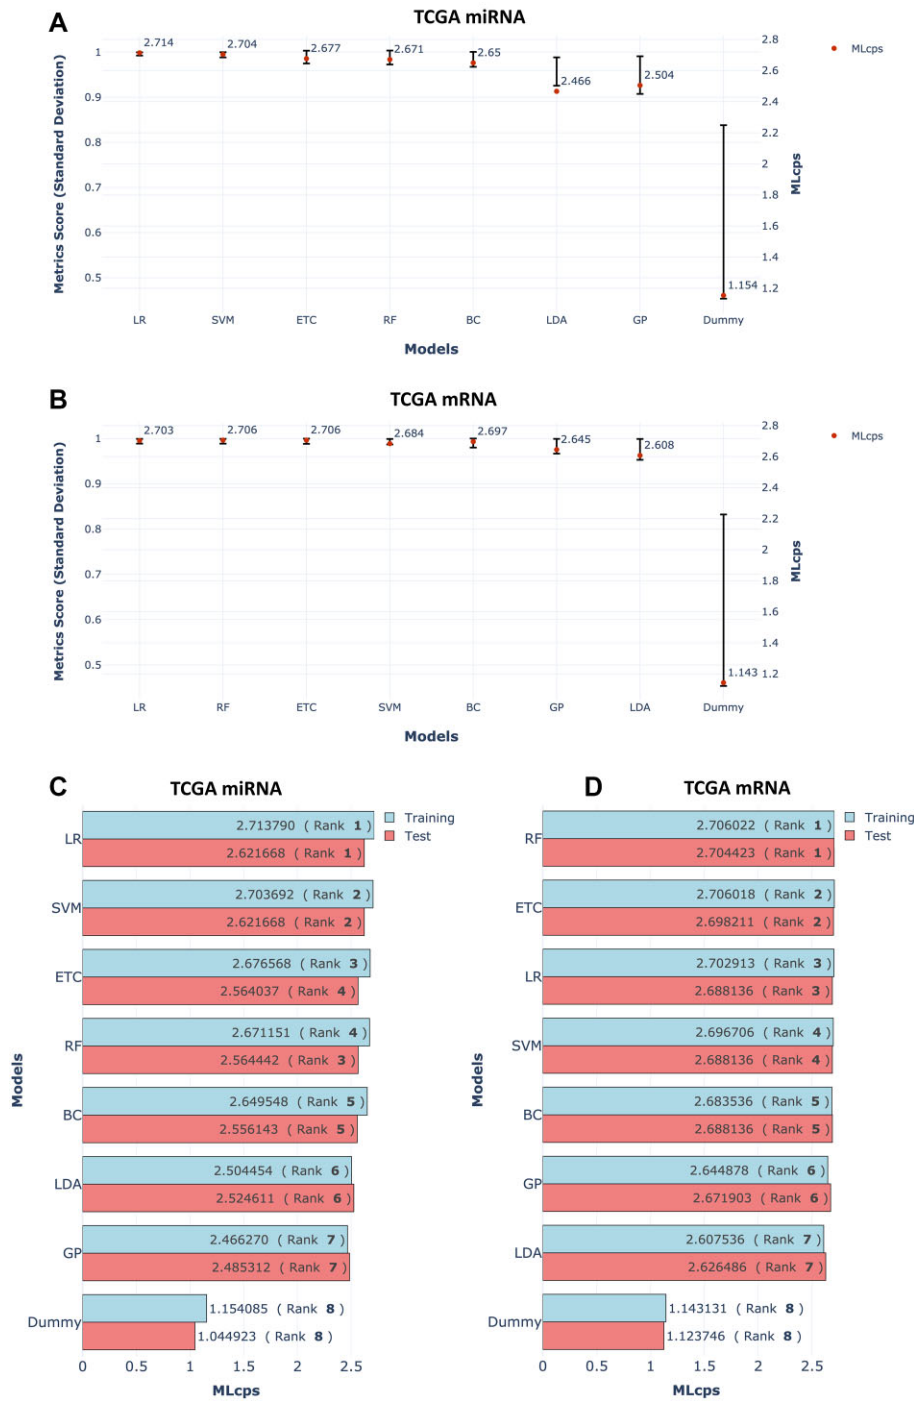 A
TCGA miRNA
Metrics Score (Standard Deviation)
1
0.9
0.8
0.7
0.6
0.5
2.714
2.704
2.677
2.671
2.65
2.466
2.504
1.154
2.8
2.6
2.4
2.2
2
1.8
1.6
1.4
1.2
MLcps
MLcps
LR SVM ETC RF BC LDA GP Dummy
Models
B
TCGA mRNA
Metrics Score (Standard Deviation)
1
0.9
0.8
0.7
0.6
0.5
2.703
2.706
2.706
2.684
2.697
2.645
2.608
1.143
2.8
2.6
2.4
2.2
2
1.8
1.6
1.4
1.2
MLcps
MLcps
LR RF ETC SVM BC GP LDA Dummy
Models
C
TCGA miRNA
Training
Test
Models
LR
2.713790 ( Rank 1 )
2.621668 ( Rank 1 )
SVM
2.703692 ( Rank 2 )
2.621668 ( Rank 2 )
ETC
2.676568 ( Rank 3 )
2.564037 ( Rank 4 )
RF
2.671151 ( Rank 4 )
2.564442 ( Rank 3 )
BC
2.649548 ( Rank 5 )
2.556143 ( Rank 5 )
LDA
2.504454 ( Rank 6 )
2.524611 ( Rank 6 )
GP
2.466270 ( Rank 7 )
2.485312 ( Rank 7 )
Dummy
1.154085 ( Rank 8 )
1.044923 ( Rank 8 )
0 0.5 1 1.5 2 2.5
MLcps
D
TCGA mRNA
Training
Test
Models
RF
2.706022 ( Rank 1 )
2.704423 ( Rank 1 )
ETC
2.706018 ( Rank 2 )
2.698211 ( Rank 2 )
LR
2.702913 ( Rank 3 )
2.688136 ( Rank 3 )
SVM
2.696706 ( Rank 4 )
2.688136 ( Rank 4 )
BC
2.683536 ( Rank 5 )
2.688136 ( Rank 5 )
GP
2.644878 ( Rank 6 )
2.671903 ( Rank 6 )
LDA
2.607536 ( Rank 7 )
2.626486 ( Rank 7 )
Dummy
1.143131 ( Rank 8 )
1.123746 ( Rank 8 )
0 0.5 1 1.5 2 2.5
MLcps